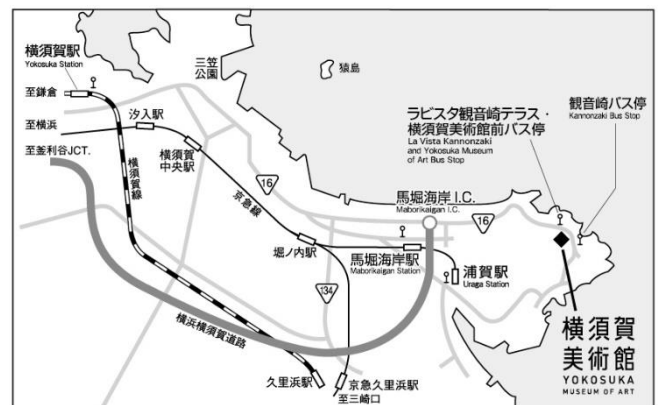 横須賀駅
Yokosuka Station
至鎌倉
至横浜
至釜利谷JCT.
汐入駅
横須賀
中央駅
三笠
公園
猿島
横須賀線
京急線
16
堀ノ内駅
134
馬堀海岸I.C.
Maborikaigan I.C.
16
馬堀海岸駅
Maborikaigan Station
浦賀駅
Uraga Station
ラビスタ観音崎テラス・
横須賀美術館前バス停
La Vista Kannonzaki
and Yokosuka Museum
of Art Bus Stop
観音崎バス停
Kannonzaki Bus Stop
横浜横須賀道路
久里浜駅
京急久里浜駅
至三崎口
横須賀
美術館
YOKOSUKA
MUSEUM OF ART